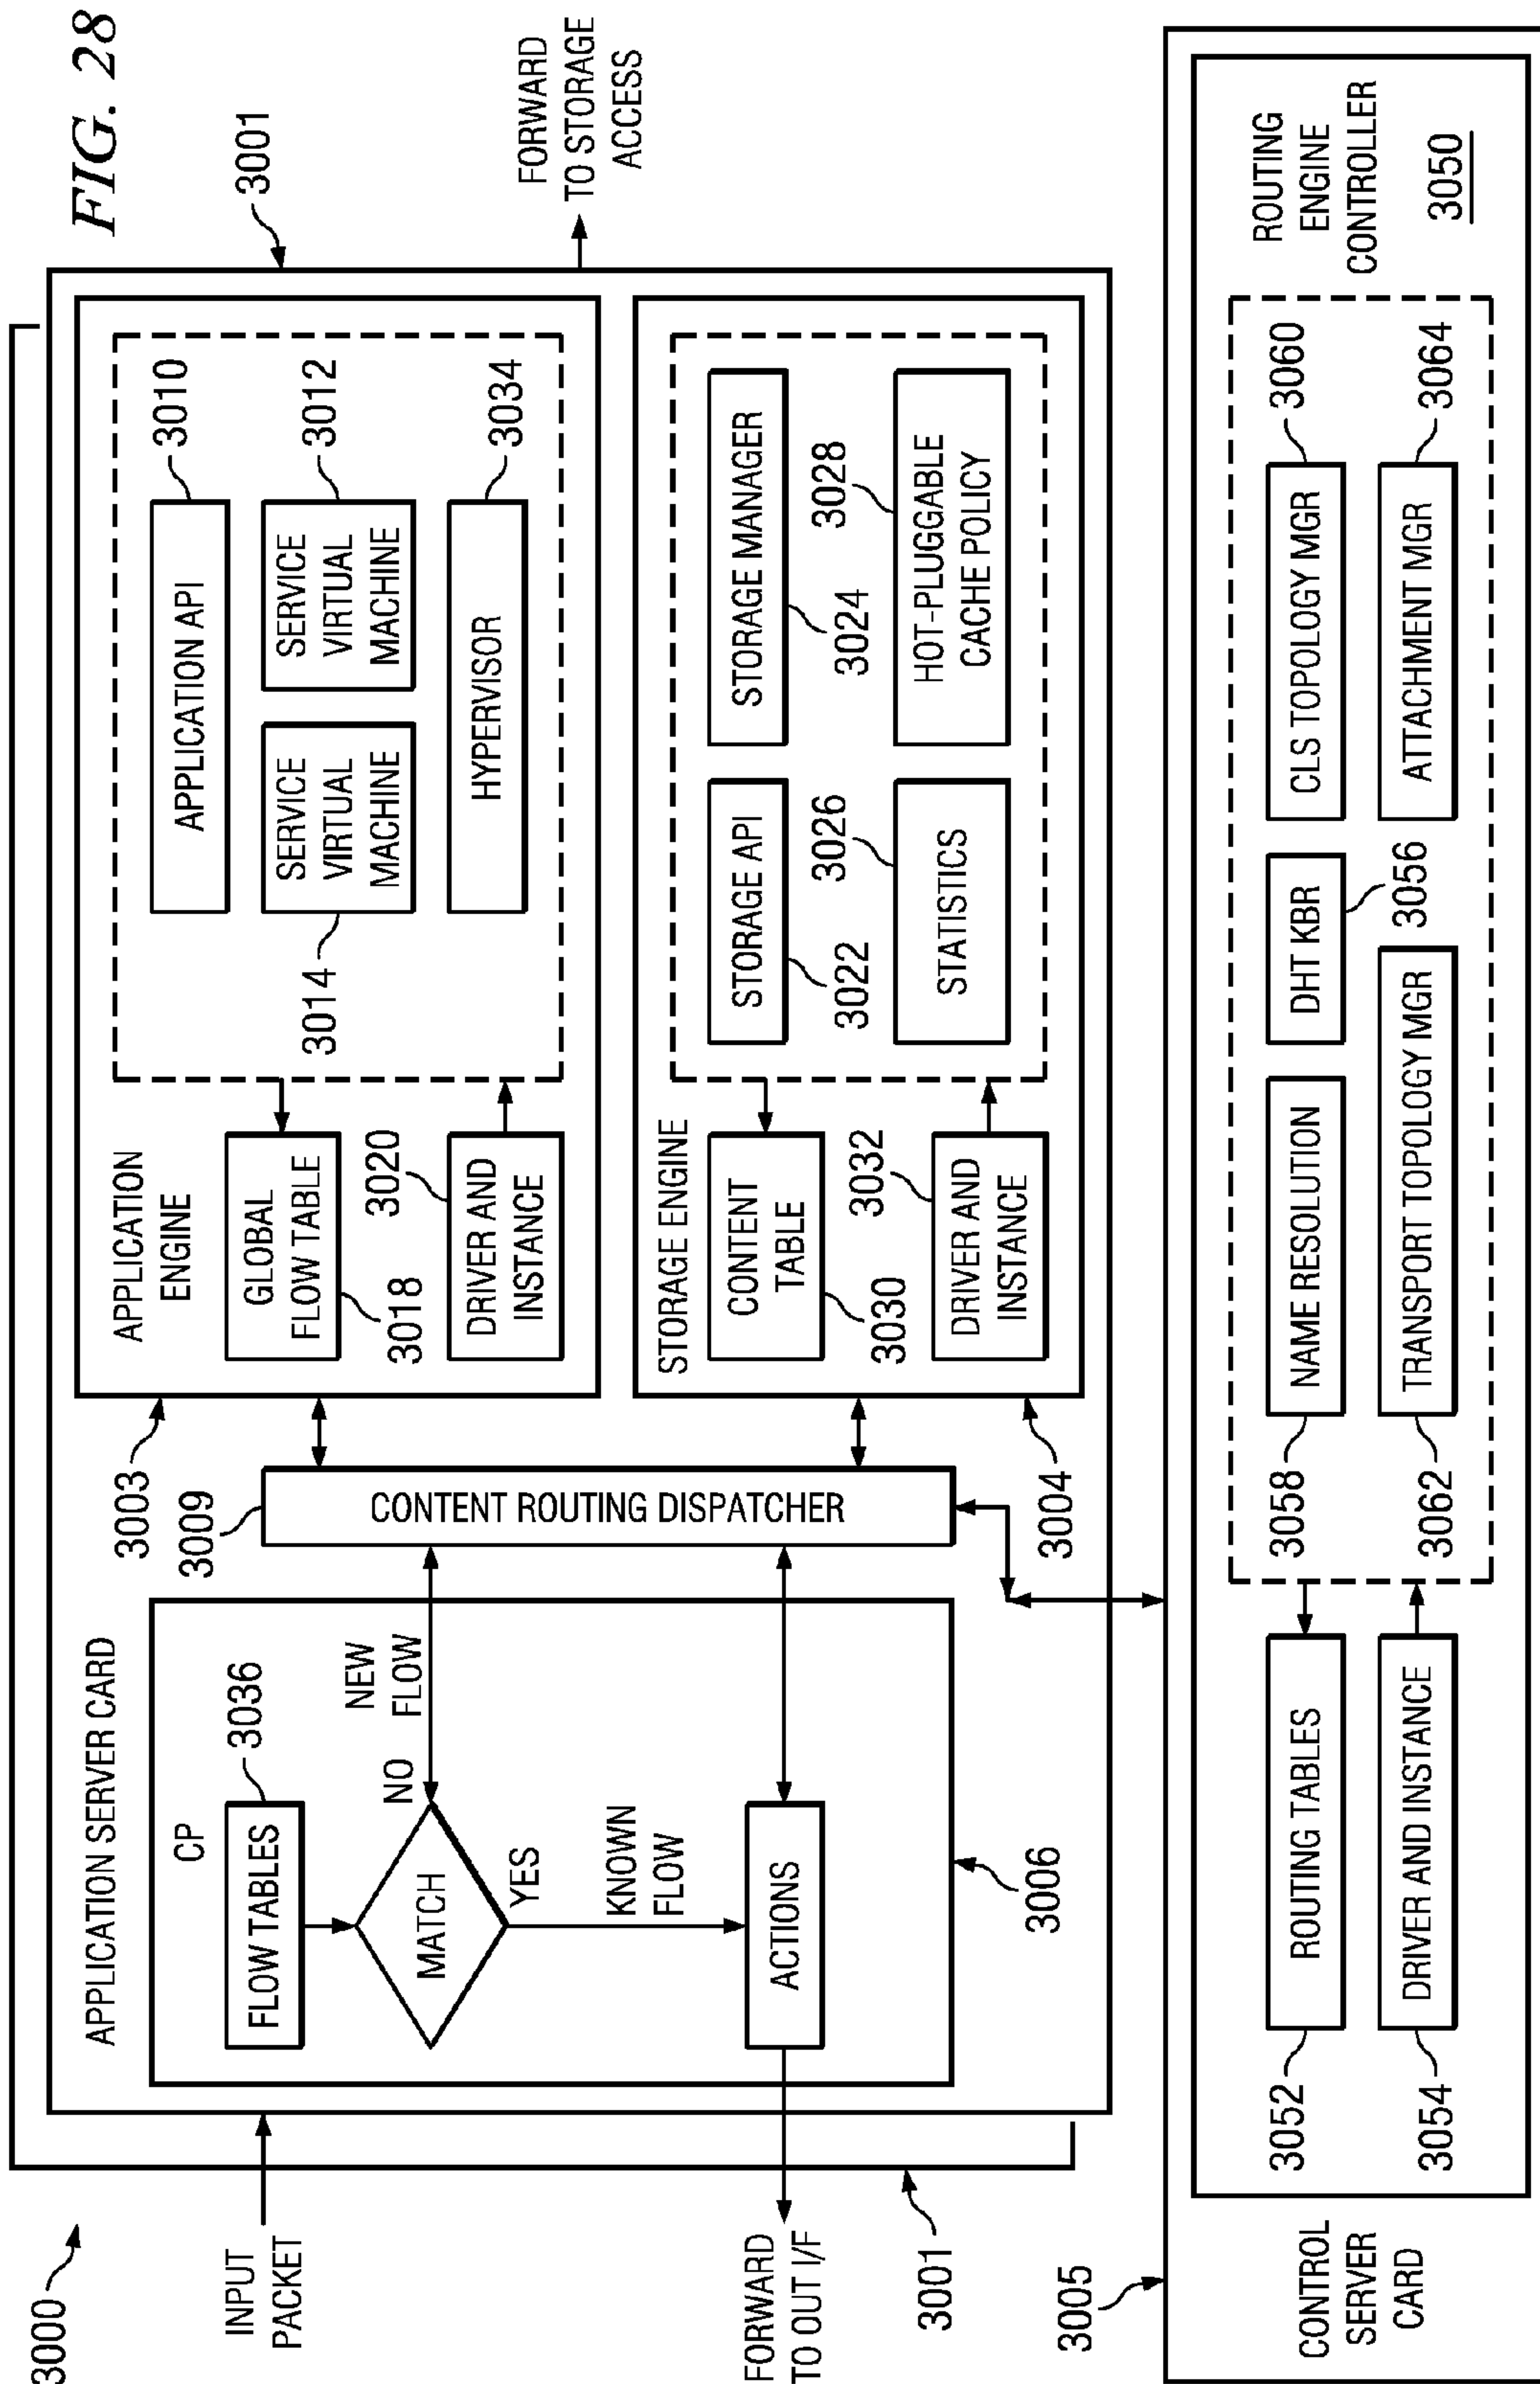 FIG. 28
3000
APPLICATION SERVER CARD
INPUT
PACKET
CP
FLOW TABLES
3036
MATCH
NO
NEW
FLOW
YES
KNOWN
FLOW
ACTIONS
3006
FORWARD
TO OUT I/F
3001
3009
CONTENT ROUTING DISPATCHER
3003
APPLICATION
ENGINE
GLOBAL
FLOW TABLE
3018
3020
DRIVER AND
INSTANCE
APPLICATION API
3010
SERVICE
VIRTUAL
MACHINE
3014
SERVICE
VIRTUAL
MACHINE
3012
HYPERVISOR
3034
3001
FORWARD
TO STORAGE
ACCESS
STORAGE ENGINE
CONTENT
TABLE
3030
3032
DRIVER AND
INSTANCE
3004
STORAGE API
3022
STORAGE MANAGER
3024
3026
STATISTICS
3028
HOT-PLUGGABLE
CACHE POLICY
3005
CONTROL
SERVER
CARD
ROUTING TABLES
3052
DRIVER AND INSTANCE
3054
NAME RESOLUTION
3058
DHT KBR
3056
CLS TOPOLOGY MGR
3060
TRANSPORT TOPOLOGY MGR
3062
ATTACHMENT MGR
3064
ROUTING
ENGINE
CONTROLLER
3050